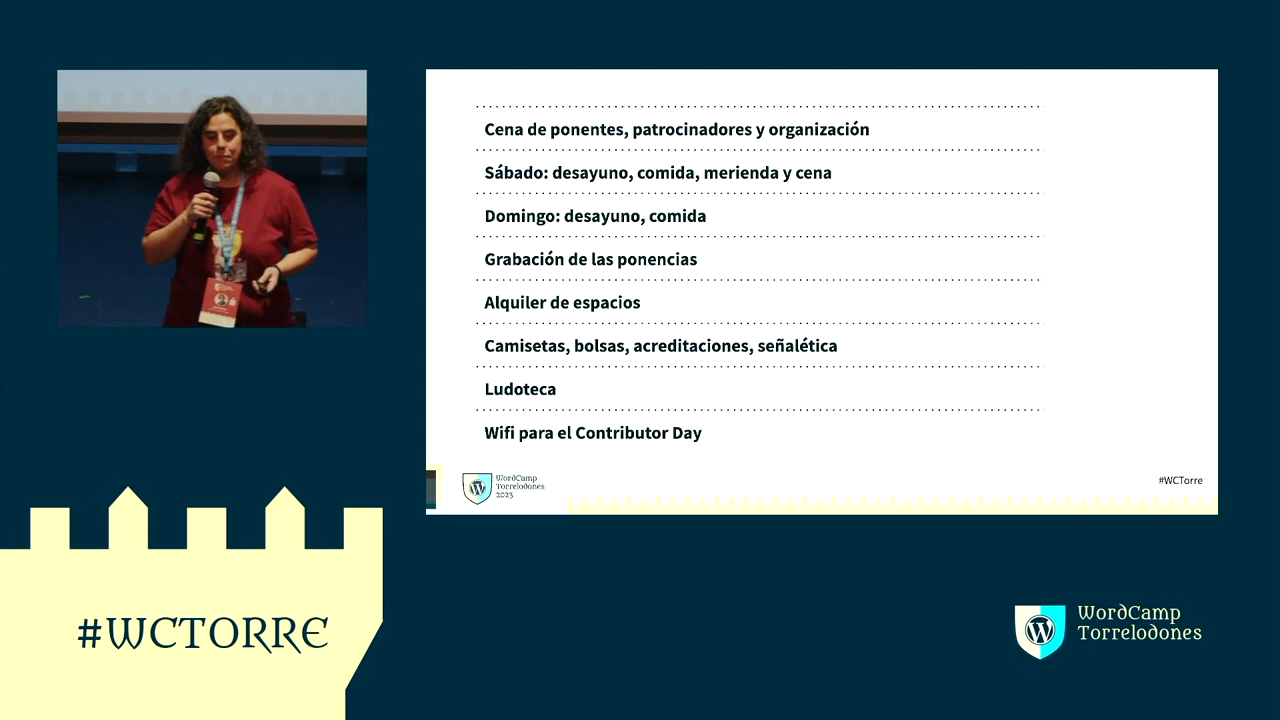 Cena de ponentes, patrocinadores y organización
Sábado: desayuno, comida, merienda y cena
Domingo: desayuno, comida
Grabación de las ponencias
Alquiler de espacios
Camisetas, bolsas, acreditaciones, señalética
Ludoteca
Wifi para el Contributor Day
WordCamp
Torrelodones
2023
#WCTorre
#WCTORRE
WordCamp
Torrelodones